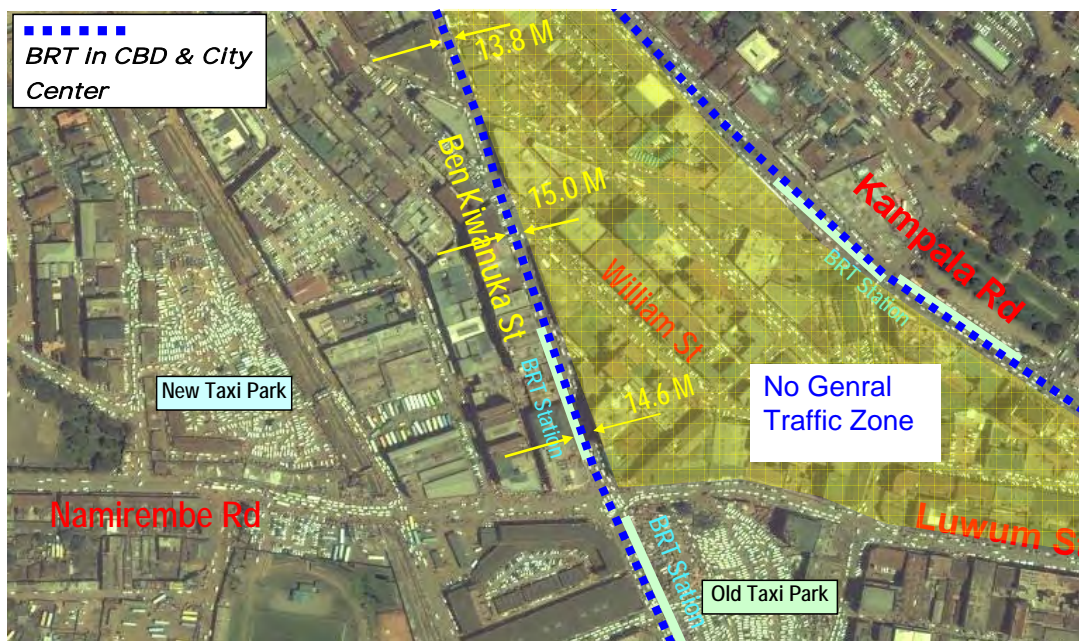 BRT in CBD & City
Center
13.8 M
Ben Kiwanuka St
15.0 M
Kampala Rd
BRT Station
William St
New Taxi Park
BRT Station
14.6 M
No Genral
Traffic Zone
Namirembe Rd
Luwum S
BRT Station
Old Taxi Park